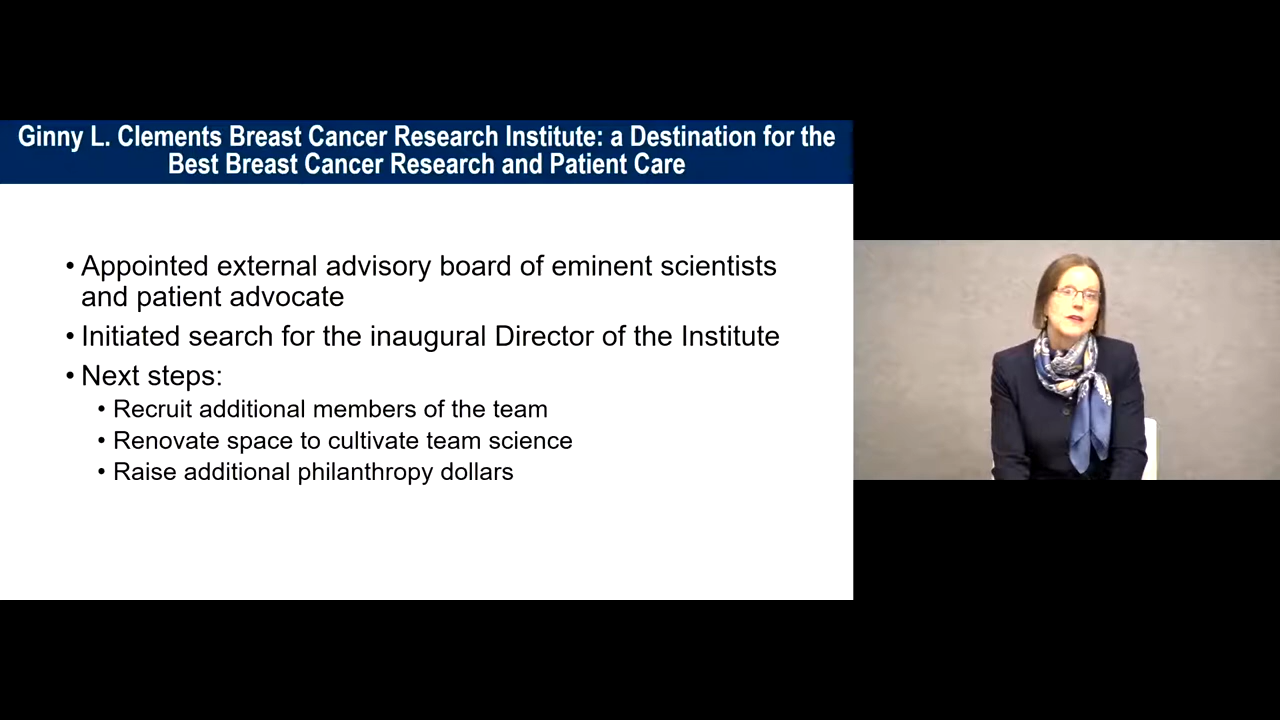 Ginny L. Clements Breast Cancer Research Institute: a Destination for the
Best Breast Cancer Research and Patient Care
• Appointed external advisory board of eminent scientists
and patient advocate
• Initiated search for the inaugural Director of the Institute
• Next steps:
• Recruit additional members of the team
• Renovate space to cultivate team science
• Raise additional philanthropy dollars